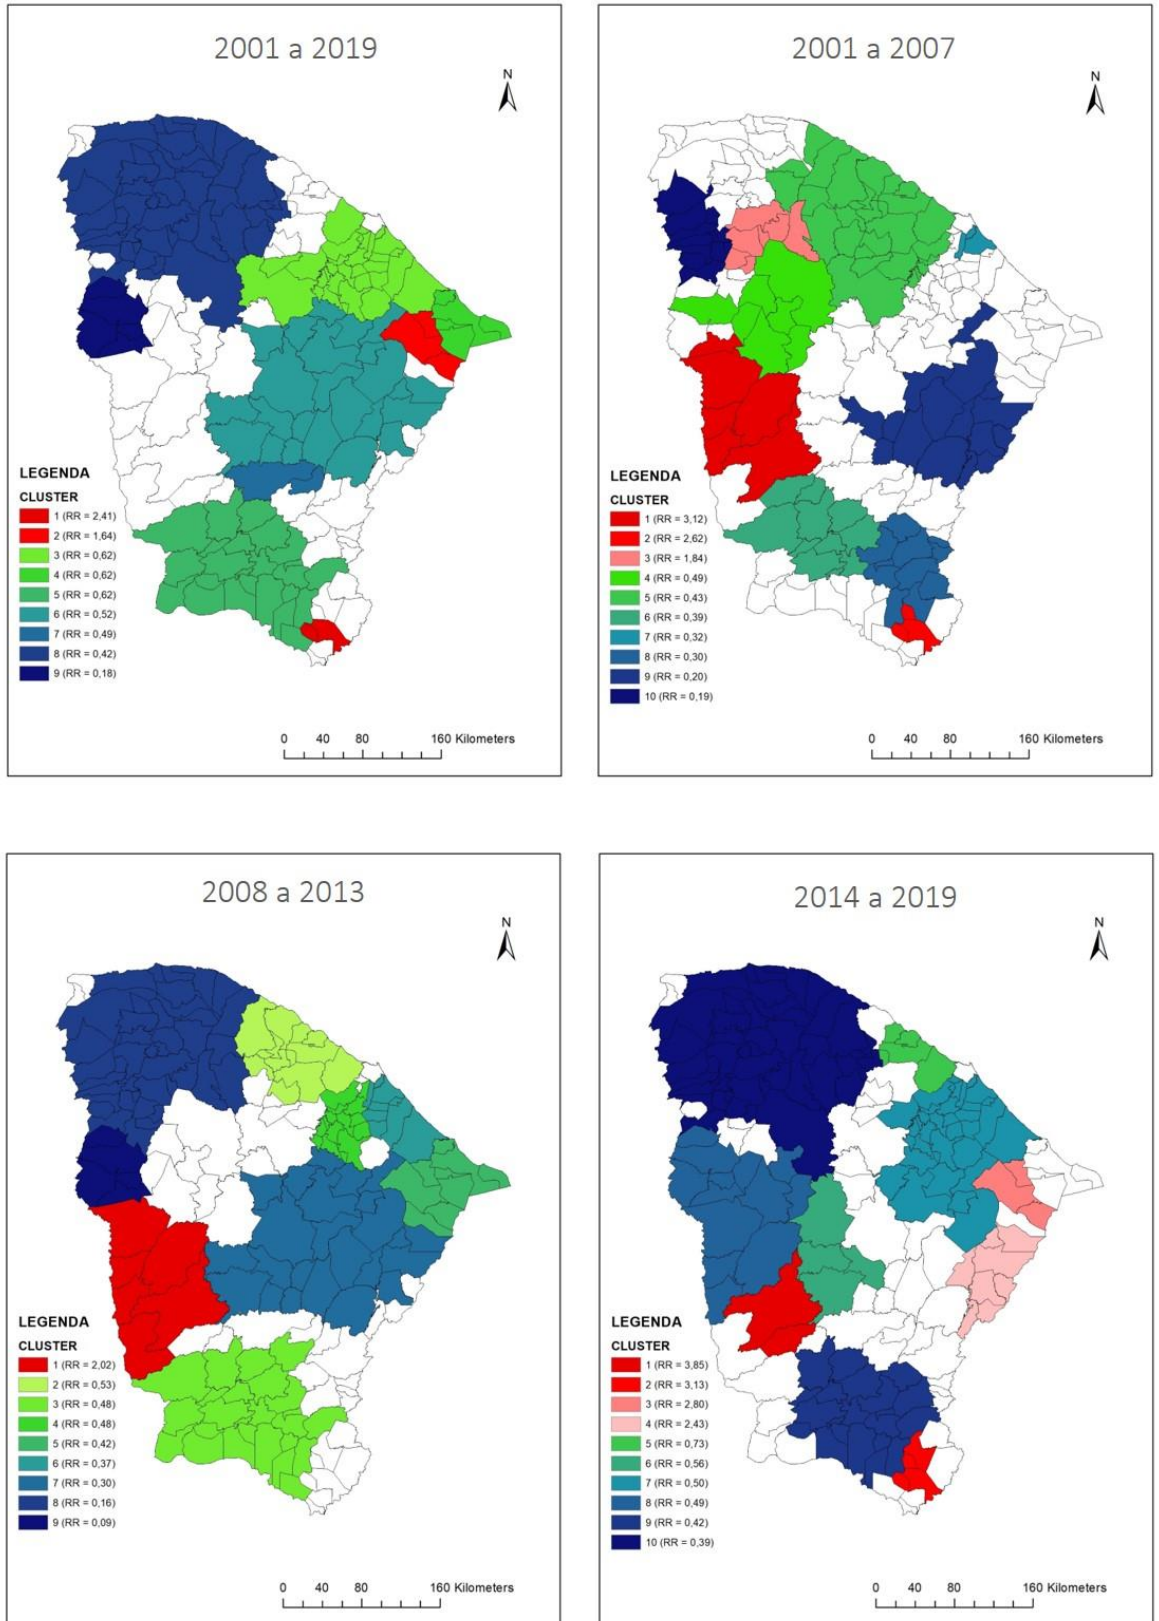 2001 a 2019
N
LEGENDA
CLUSTER
1 (RR = 2,41)
2 (RR = 1,64)
3 (RR = 0,62)
4 (RR = 0,62)
5 (RR = 0,62)
6 (RR = 0,52)
7 (RR = 0,49)
8 (RR = 0,42)
9 (RR = 0,18)
0 40 80 160 Kilometers
2001 a 2007
N
LEGENDA
CLUSTER
1 (RR = 3,12)
2 (RR = 2,62)
3 (RR = 1,84)
4 (RR = 0,49)
5 (RR = 0,43)
6 (RR = 0,39)
7 (RR = 0,32)
8 (RR = 0,30)
9 (RR = 0,20)
10 (RR = 0,19)
0 40 80 160 Kilometers
2008 a 2013
N
LEGENDA
CLUSTER
1 (RR = 2,02)
2 (RR = 0,53)
3 (RR = 0,48)
4 (RR = 0,48)
5 (RR = 0,42)
6 (RR = 0,37)
7 (RR = 0,30)
8 (RR = 0,16)
9 (RR = 0,09)
0 40 80 160 Kilometers
2014 a 2019
N
LEGENDA
CLUSTER
1 (RR = 3,85)
2 (RR = 3,13)
3 (RR = 2,80)
4 (RR = 2,43)
5 (RR = 0,73)
6 (RR = 0,56)
7 (RR = 0,50)
8 (RR = 0,49)
9 (RR = 0,42)
10 (RR = 0,39)
0 40 80 160 Kilometers